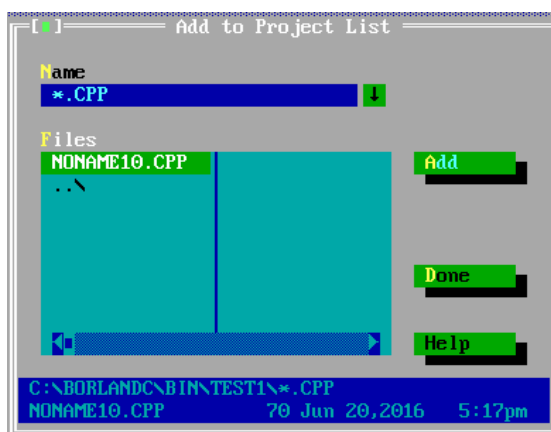 [■] Add to Project List
Name
*.CPP ↓
Files
NONAME10.CPP
..\
Add
Done
Help
C:\BORLANDC\BIN\TEST1\*.CPP
NONAME10.CPP 70 Jun 20,2016 5:17pm